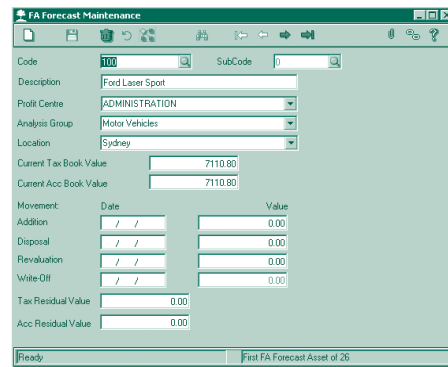 FA Forecast Maintenance
Code 100 SubCode 0
Description Ford Laser Sport
Profit Centre ADMINISTRATION
Analysis Group Motor Vehicles
Location Sydney
Current Tax Book Value 7110.80
Current Acc Book Value 7110.80
Movement: Date Value
Addition / / 0.00
Disposal / / 0.00
Revaluation / / 0.00
Write-Off / / 0.00
Tax Residual Value 0.00
Acc Residual Value 0.00
Ready First FA Forecast Asset of 26